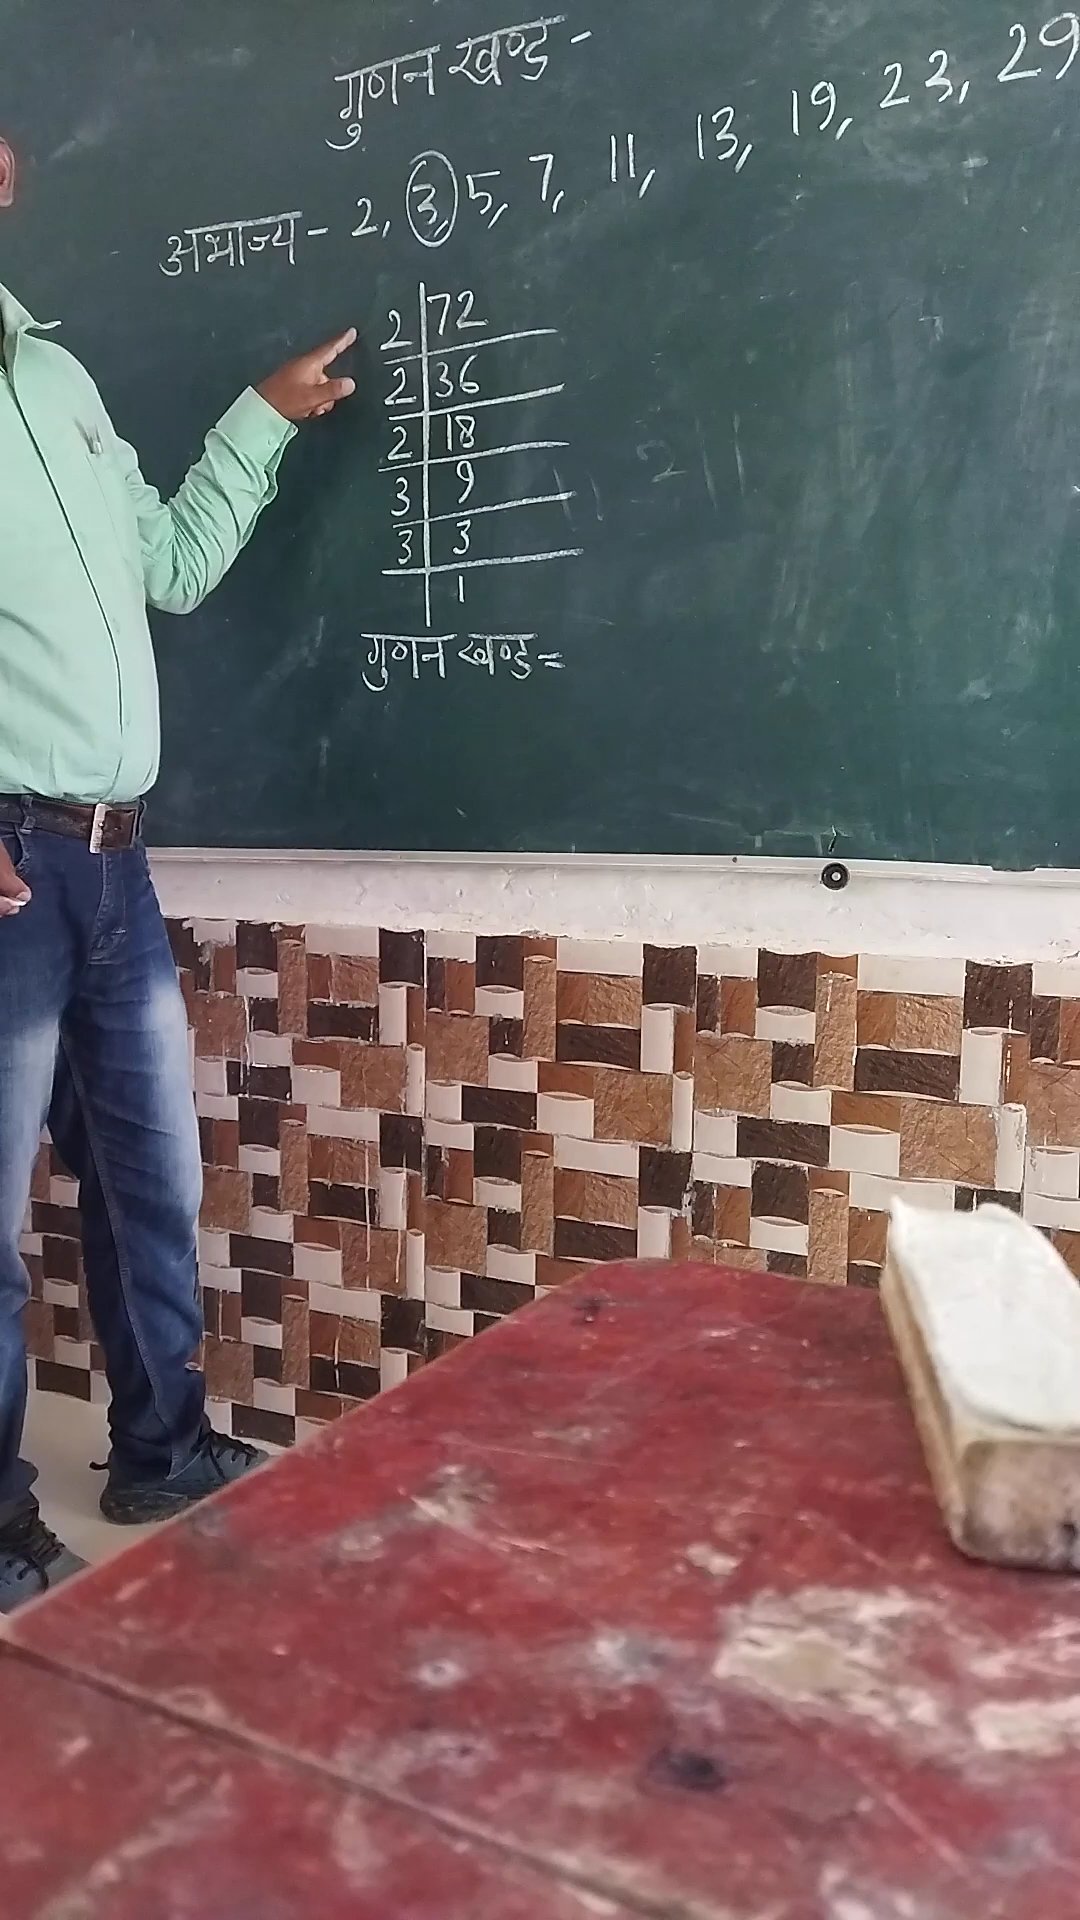 गुणन खण्ड -
अभाज्य - 2, 3, 5, 7, 11, 13, 19, 23, 29
2 72
2 36
2 18
3 9
3 3
1
गुणन खण्ड =